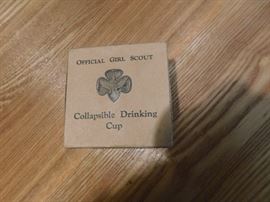 OFFICIAL GIRL SCOUT
Collapsible Drinking
Cup